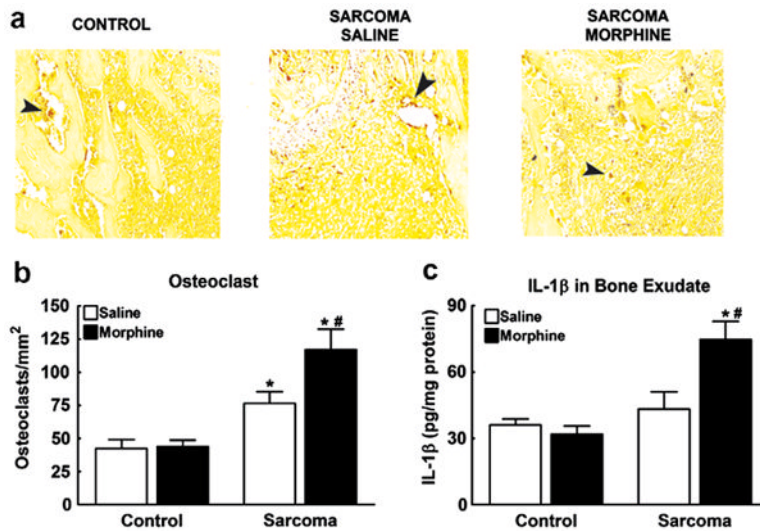 a
CONTROL
SARCOMA
SALINE
SARCOMA
MORPHINE
b
Osteoclast
Osteoclasts/mm²
150
125
100
75
50
25
0
Saline
Morphine
*
* #
Control
Sarcoma
c
IL-1β in Bone Exudate
IL-1β (pg/mg protein)
90
60
30
0
Saline
Morphine
* #
Control
Sarcoma